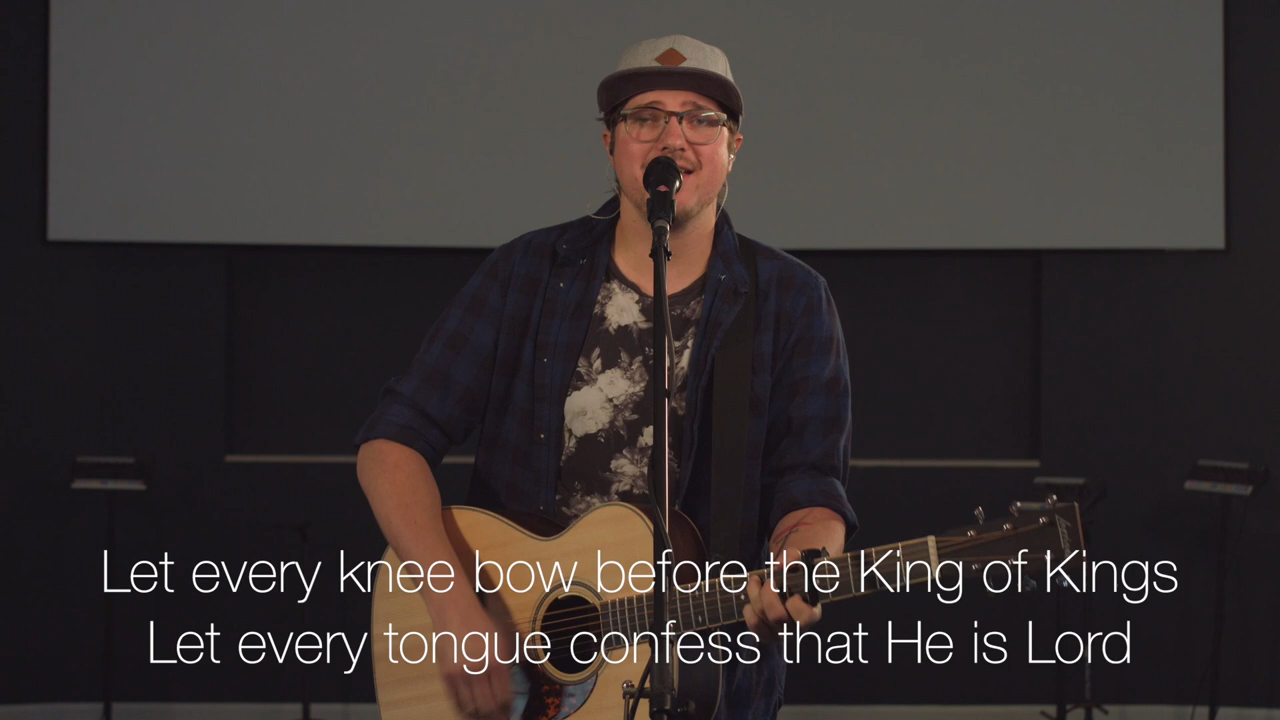 Let every knee bow before the King of Kings
Let every tongue confess that He is Lord